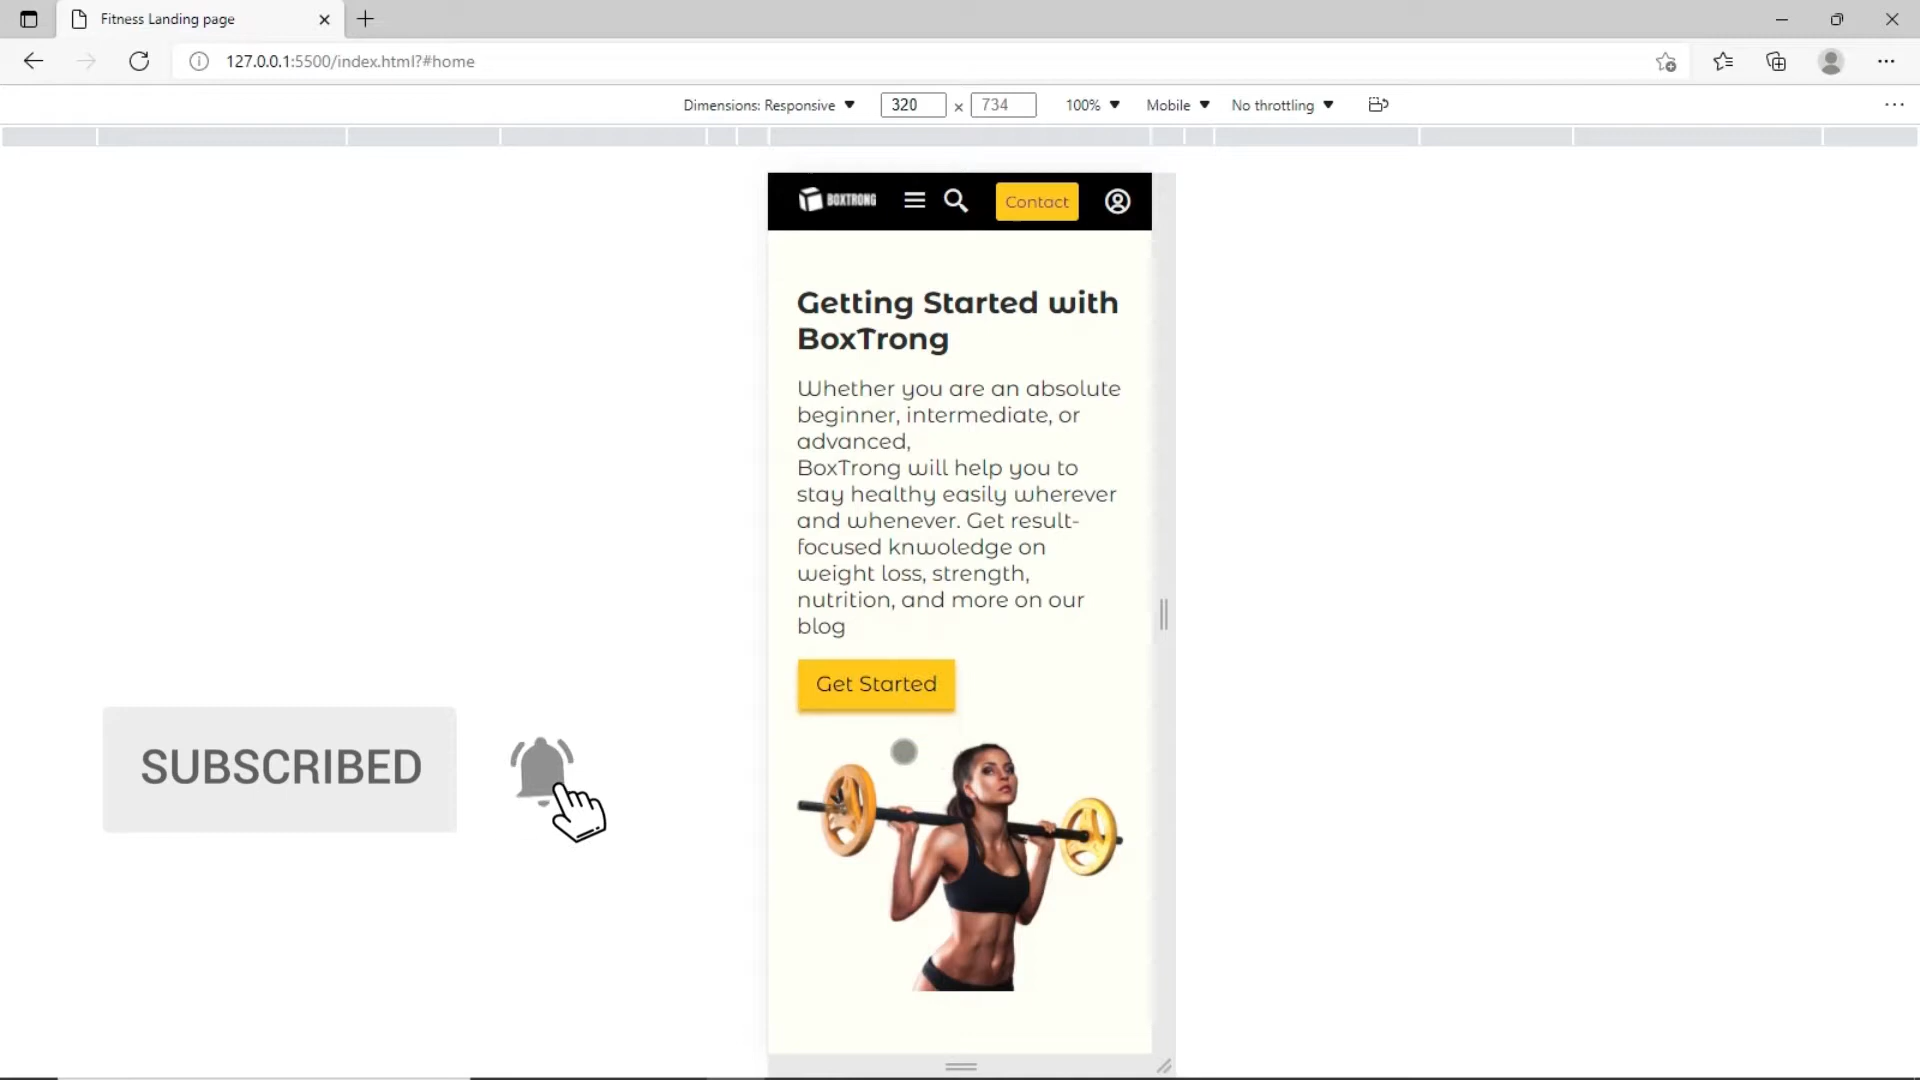 Fitness Landing page
127.0.0.1:5500/index.html?#home
Dimensions: Responsive 320 x 734 100% Mobile No throttling
BOXTRONG Contact
Getting Started with
BoxTrong
Whether you are an absolute
beginner, intermediate, or
advanced,
BoxTrong will help you to
stay healthy easily wherever
and whenever. Get result-
focused knwoledge on
weight loss, strength,
nutrition, and more on our
blog
Get Started
SUBSCRIBED